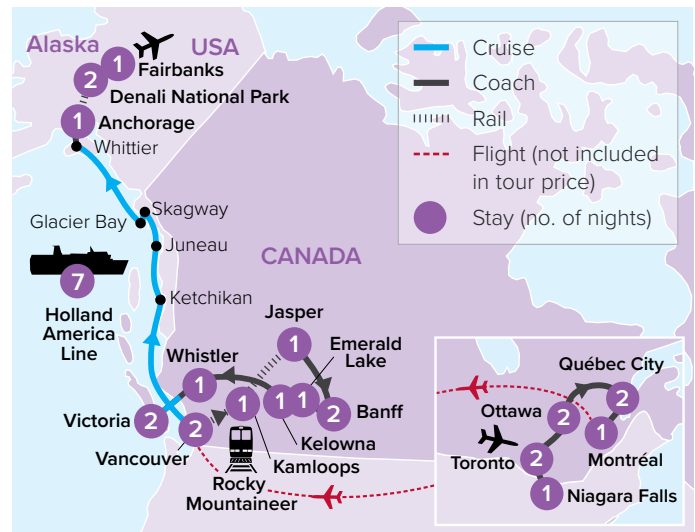 Alaska
USA
1
Fairbanks
2
Denali National Park
1
Anchorage
Whittier
Skagway
Glacier Bay
Juneau
Ketchikan
7
Holland
America
Line
CANADA
Cruise
Coach
Rail
Flight (not included
in tour price)
Stay (no. of nights)
Jasper
1
Emerald
Lake
Whistler
1
1
1
1
2
Banff
Victoria
2
2
Vancouver
Kelowna
Kamloops
Rocky
Mountaineer
Québec City
2
Ottawa
2
1
Montréal
Toronto
2
1
Niagara Falls